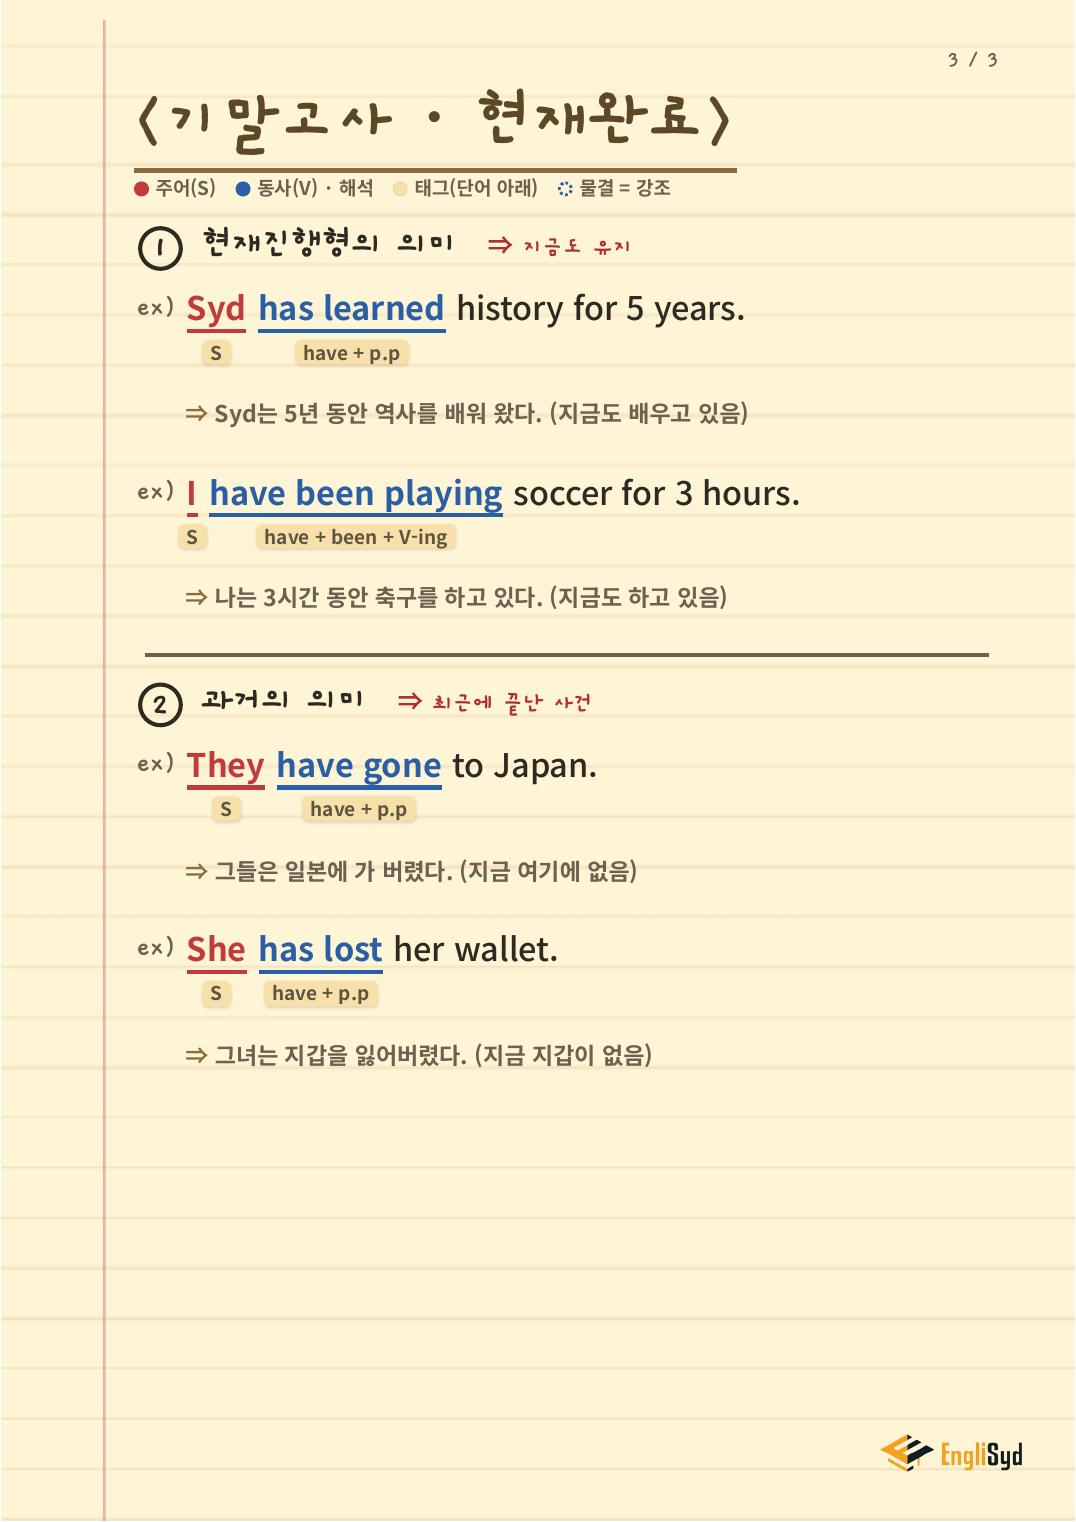 3 / 3
〈기말고사 · 현재완료〉
주어(S) 동사(V) · 해석 태그(단어 아래) 물결 = 강조
1 현재진행형의 의미 ⇒ 지금도 유지
ex) Syd has learned history for 5 years.
S have + p.p
⇒ Syd는 5년 동안 역사를 배워 왔다. (지금도 배우고 있음)
ex) I have been playing soccer for 3 hours.
S have + been + V-ing
⇒ 나는 3시간 동안 축구를 하고 있다. (지금도 하고 있음)
2 과거의 의미 ⇒ 최근에 끝난 사건
ex) They have gone to Japan.
S have + p.p
⇒ 그들은 일본에 가 버렸다. (지금 여기에 없음)
ex) She has lost her wallet.
S have + p.p
⇒ 그녀는 지갑을 잃어버렸다. (지금 지갑이 없음)
EngliSyd